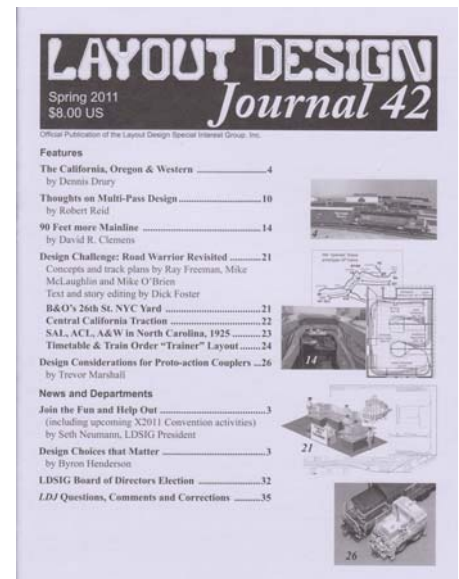 LAYOUT DESIGN
Journal 42
Spring 2011
$8.00 US
Official Publication of the Layout Design Special Interest Group, Inc.
Features
The California, Oregon & Western ....................4
by Dennis Drury
Thoughts on Multi-Pass Design.........................10
by Robert Reid
90 Feet more Mainline .....................................14
by David R. Clemens
Design Challenge: Road Warrior Revisited ...........21
Concepts and track plans by Ray Freeman, Mike
McLaughlin and Mike O'Brien
Text and story editing by Dick Foster
B&O's 26th St. NYC Yard ...............................21
Central California Traction .............................22
SAL, ACL, A&W in North Carolina, 1925 ..........23
Timetable & Train Order "Trainer" Layout ........24
Design Considerations for Proto-action Couplers ...26
by Trevor Marshall
News and Departments
Join the Fun and Help Out ................................3
(including upcoming X2011 Convention activities)
by Seth Neumann, LDSIG President
Design Choices that Matter ...............................3
by Byron Henderson
LDSIG Board of Directors Election ....................32
LDJ Questions, Comments and Corrections ..........35
4
14
21
26